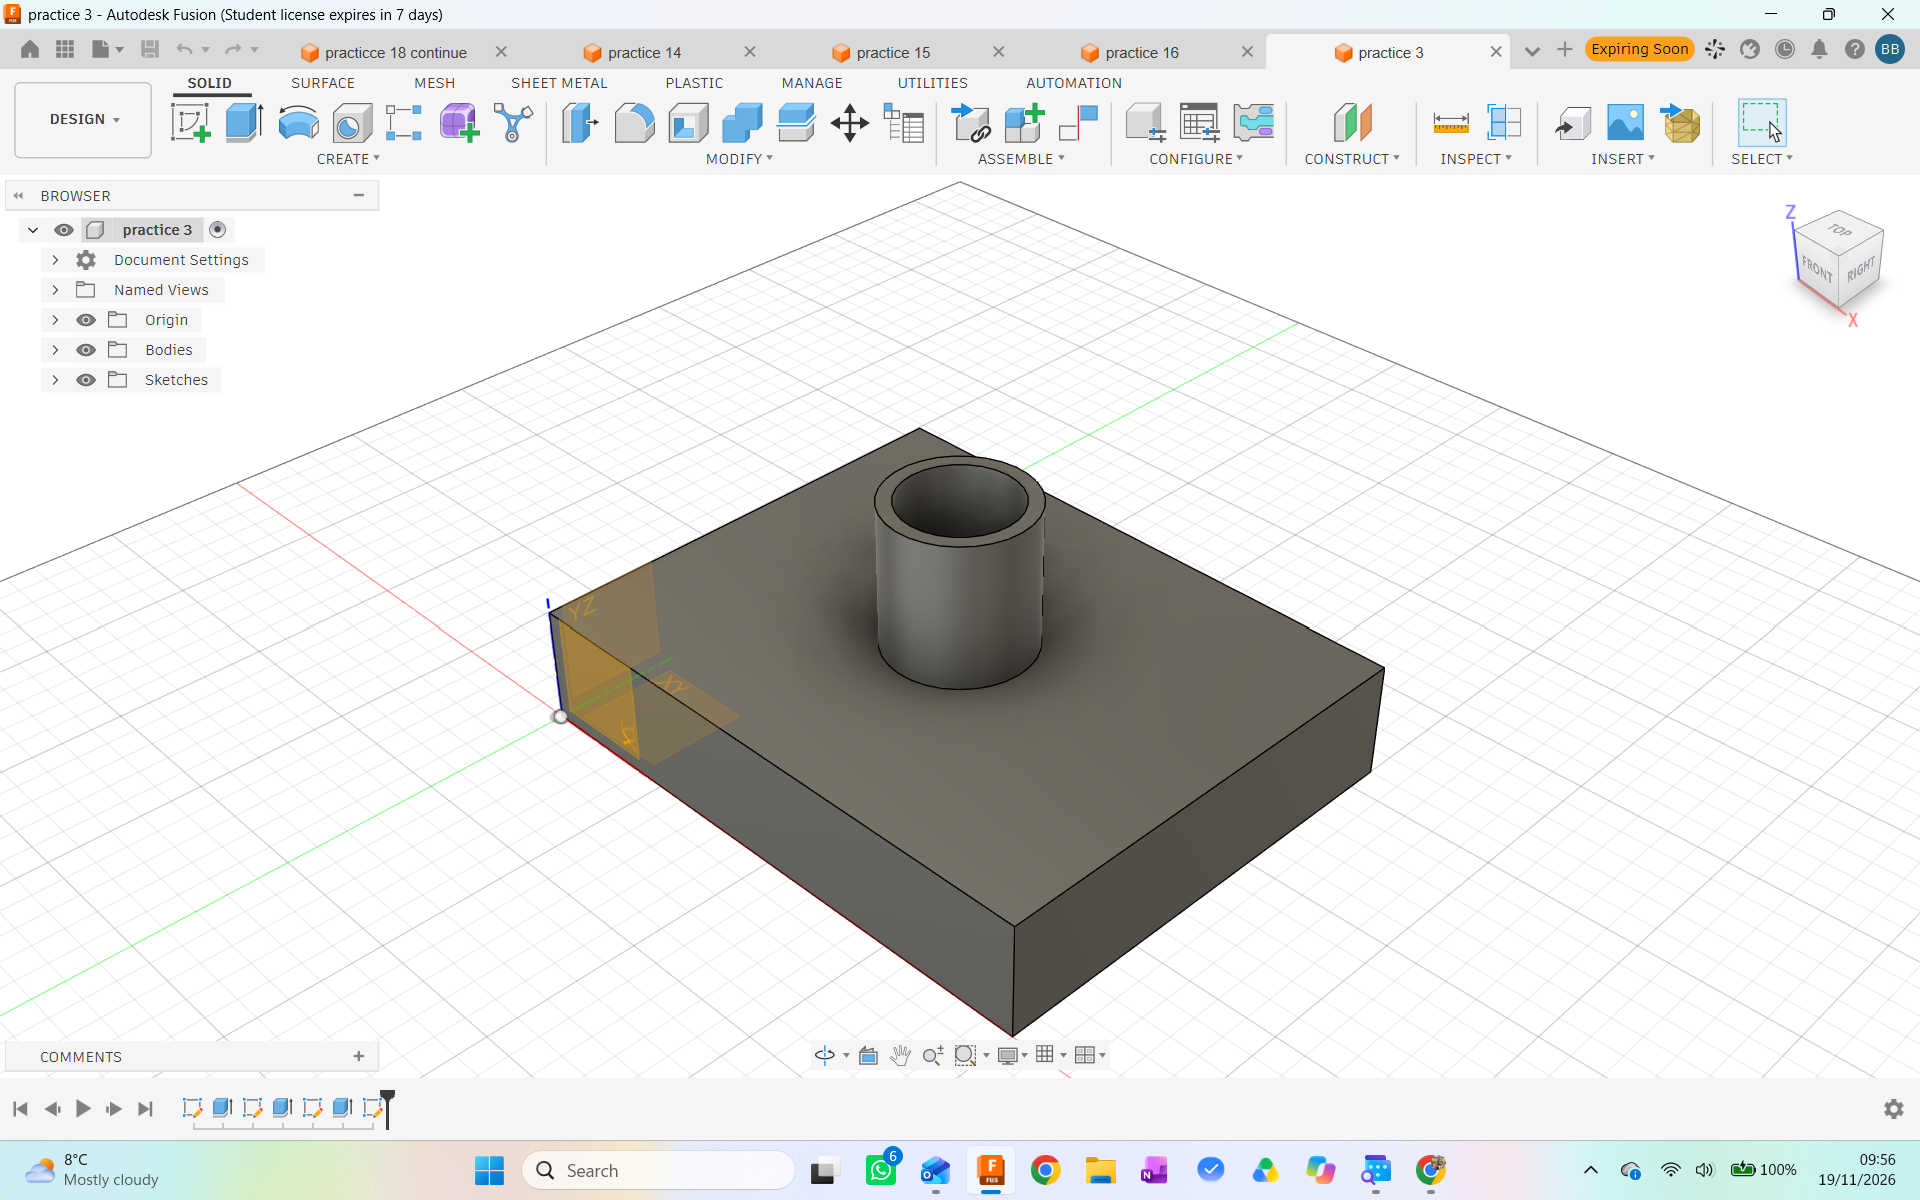 practice 3 - Autodesk Fusion (Student license expires in 7 days)
practicce 18 continue
practice 14
practice 15
practice 16
practice 3
Expiring Soon
BB
DESIGN
SOLID
SURFACE
MESH
SHEET METAL
PLASTIC
MANAGE
UTILITIES
AUTOMATION
CREATE
MODIFY
ASSEMBLE
CONFIGURE
CONSTRUCT
INSPECT
INSERT
SELECT
BROWSER
practice 3
Document Settings
Named Views
Origin
Bodies
Sketches
Z
TOP
FRONT
RIGHT
X
YZ
XY
COMMENTS
8°C
Mostly cloudy
Search
6
100%
09:56
19/11/2026